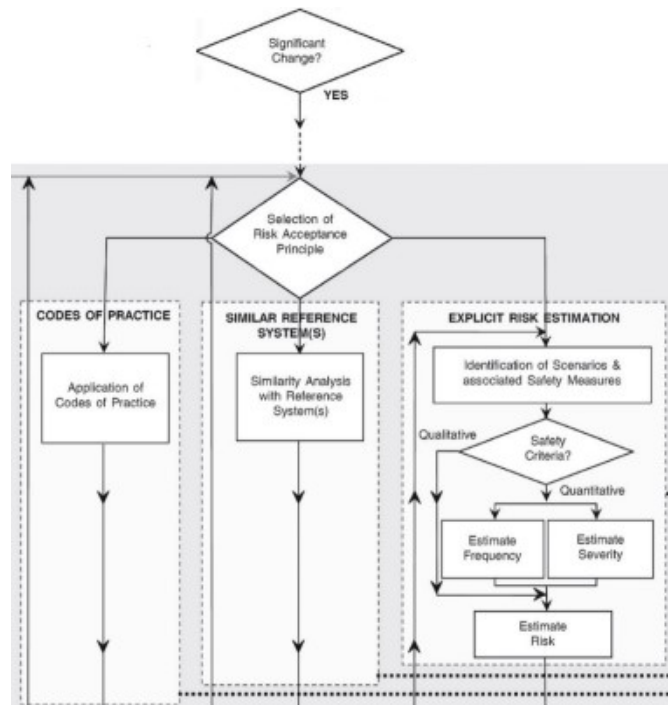 Significant
Change?
YES
Selection of
Risk Acceptance
Principle
CODES OF PRACTICE
Application of
Codes of Practice
SIMILAR REFERENCE
SYSTEM(S)
Similarity Analysis
with Reference
System(s)
EXPLICIT RISK ESTIMATION
Identification of Scenarios &
associated Safety Measures
Qualitative
Safety
Criteria?
Quantitative
Estimate
Frequency
Estimate
Severity
Estimate
Risk